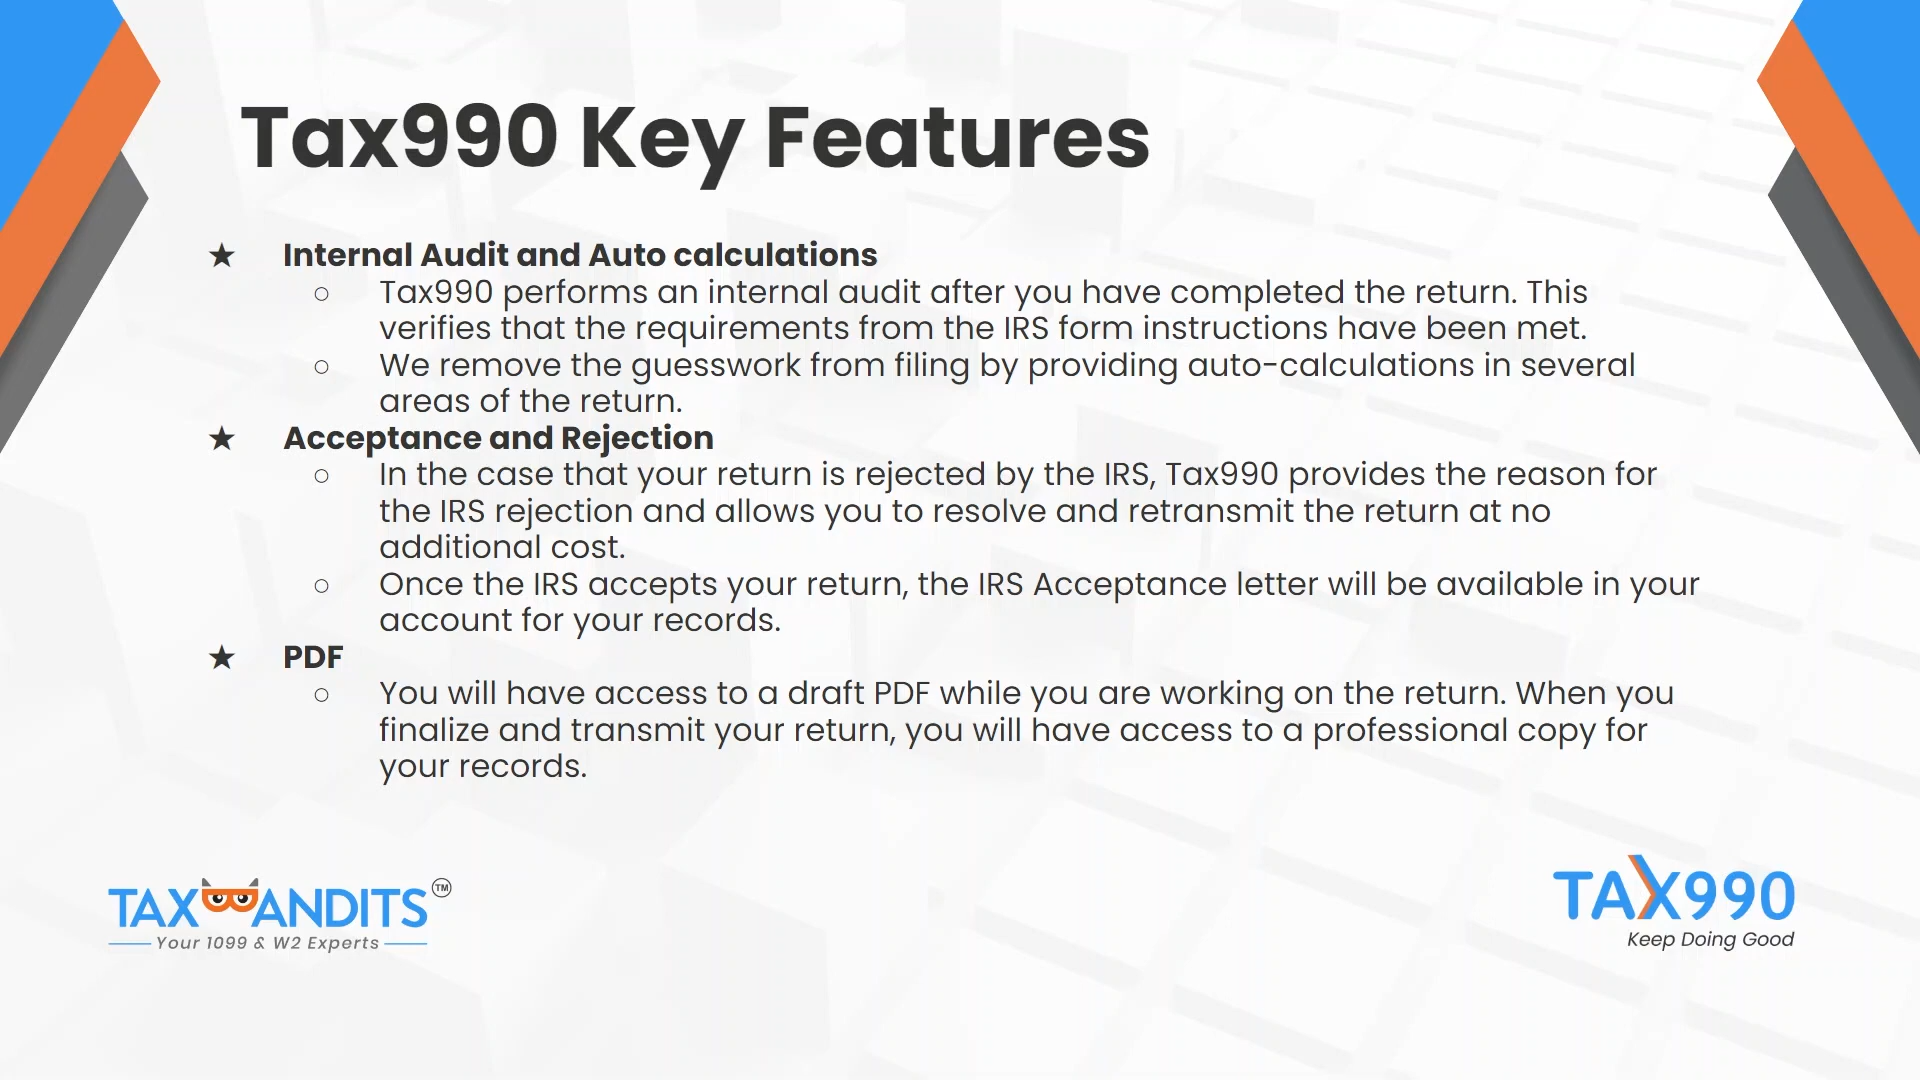 Tax990 Key Features
★ Internal Audit and Auto calculations
○ Tax990 performs an internal audit after you have completed the return. This
verifies that the requirements from the IRS form instructions have been met.
○ We remove the guesswork from filing by providing auto-calculations in several
areas of the return.
★ Acceptance and Rejection
○ In the case that your return is rejected by the IRS, Tax990 provides the reason for
the IRS rejection and allows you to resolve and retransmit the return at no
additional cost.
○ Once the IRS accepts your return, the IRS Acceptance letter will be available in your
account for your records.
★ PDF
○ You will have access to a draft PDF while you are working on the return. When you
finalize and transmit your return, you will have access to a professional copy for
your records.
TAXBANDITS TM
Your 1099 & W2 Experts
TAX990
Keep Doing Good